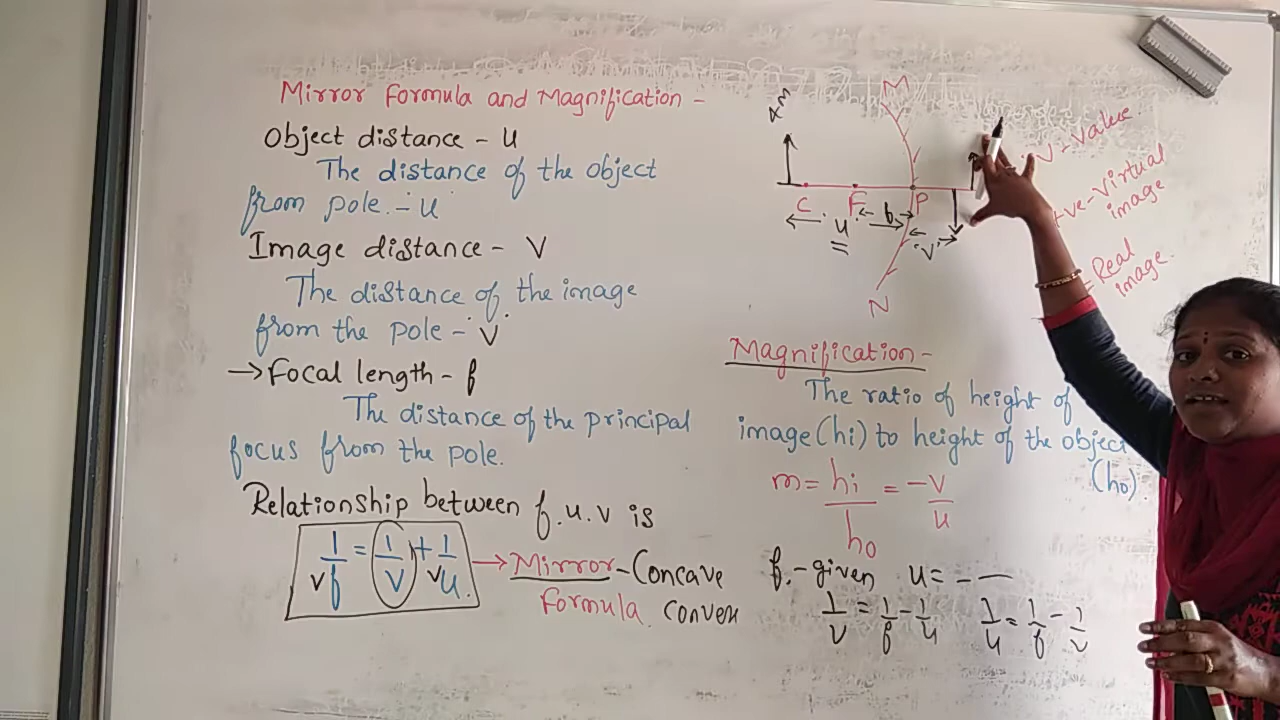 Mirror Formula and Magnification -
Object distance - u
The distance of the object
from pole. - u
Image distance - V
The distance of the image
from the pole - V
→ Focal length - f
The distance of the principal
focus from the pole.
Relationship between f. u. v is
1/f = 1/v + 1/u → Mirror - Concave
Formula. Convex
4m
M
C F P
u f
V
N
V = Value
+ve - Virtual
image
= Real
image.
Magnification -
The ratio of height of
image (hi) to height of the object
(ho)
m = hi/ho = -v/u
f. - given u = - —
1/v = 1/f - 1/u 1/u = 1/f - 1/v